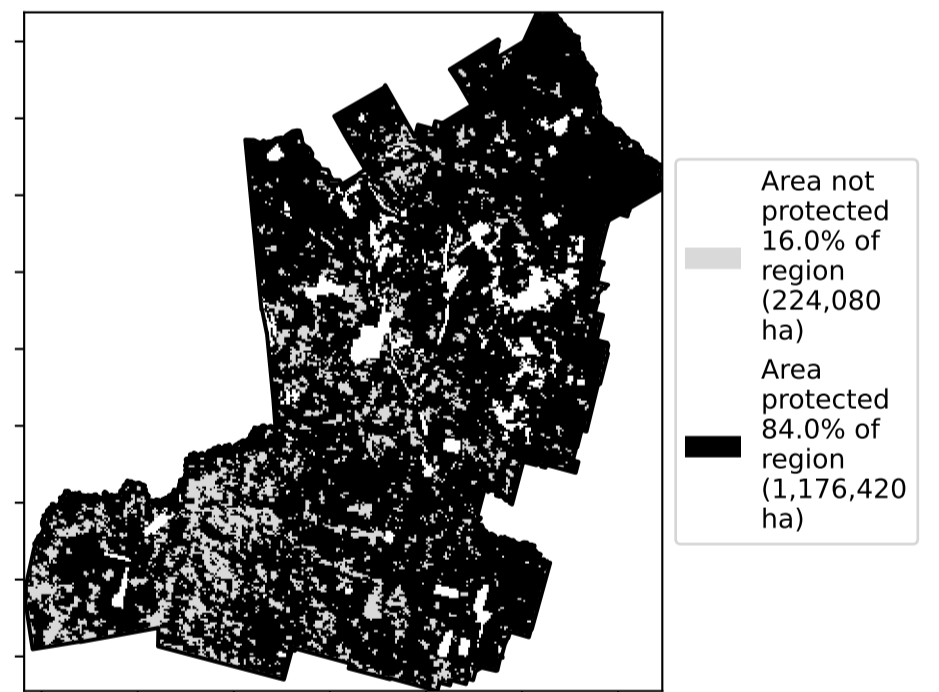 Area not
protected
16.0% of
region
(224,080
ha)
Area
protected
84.0% of
region
(1,176,420
ha)